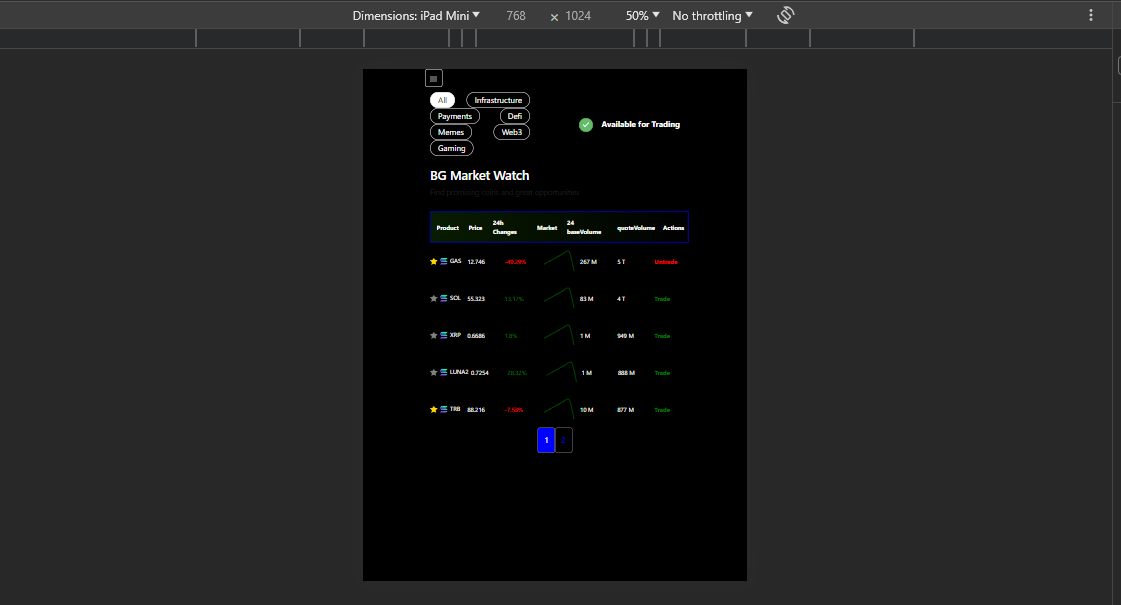 Dimensions: iPad Mini 768 × 1024 50% No throttling
All Infrastructure
Payments Defi
Memes Web3
Gaming
Available for Trading
BG Market Watch
Find promising coins and great opportunities
Product Price 24h Changes Market 24 baseVolume quoteVolume Actions
GAS 12.746 -49.29% 267 M 5 T Untrade
SOL 55.323 13.17% 83 M 4 T Trade
XRP 0.6686 1.8% 1 M 949 M Trade
LUNA2 0.7254 28.32% 1 M 888 M Trade
TRB 88.216 -7.53% 10 M 877 M Trade
1 2